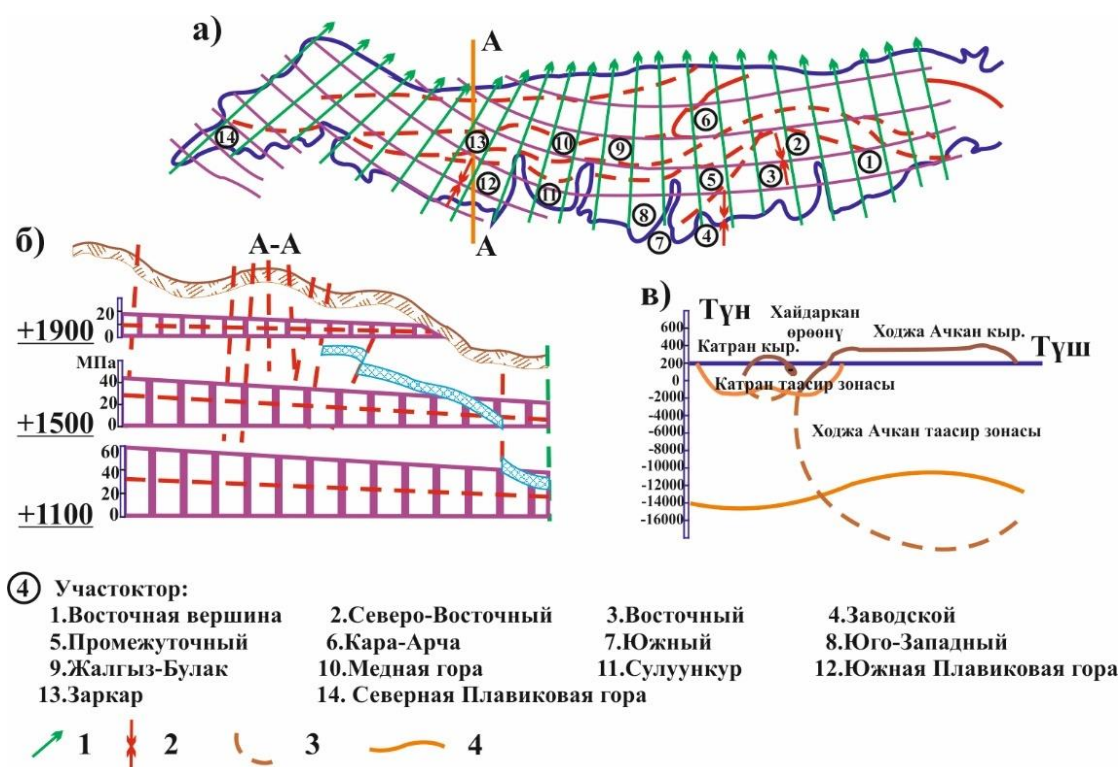 а)
А
14
13
12
10
11
9
8
7
6
5
4
3
2
1
А
б)
А-А
20
0
+1900
МПа
40
20
0
+1500
60
40
20
0
+1100
в)
Түн
Хайдаркан өрөөнү
Катран кыр.
Ходжа Ачкан кыр.
Түш
600
400
200
0
-2000
-4000
-6000
-8000
-10000
-12000
-14000
-16000
Катран таасир зонасы
Ходжа Ачкан таасир зонасы
4 Участоктор:
1.Восточная вершина 2.Северо-Восточный 3.Восточный 4.Заводской
5.Промежуточный 6.Кара-Арча 7.Южный 8.Юго-Западный
9.Жалгыз-Булак 10.Медная гора 11.Сулуункур 12.Южная Плавиковая гора
13.Заркар 14. Северная Плавиковая гора
1 2 3 4